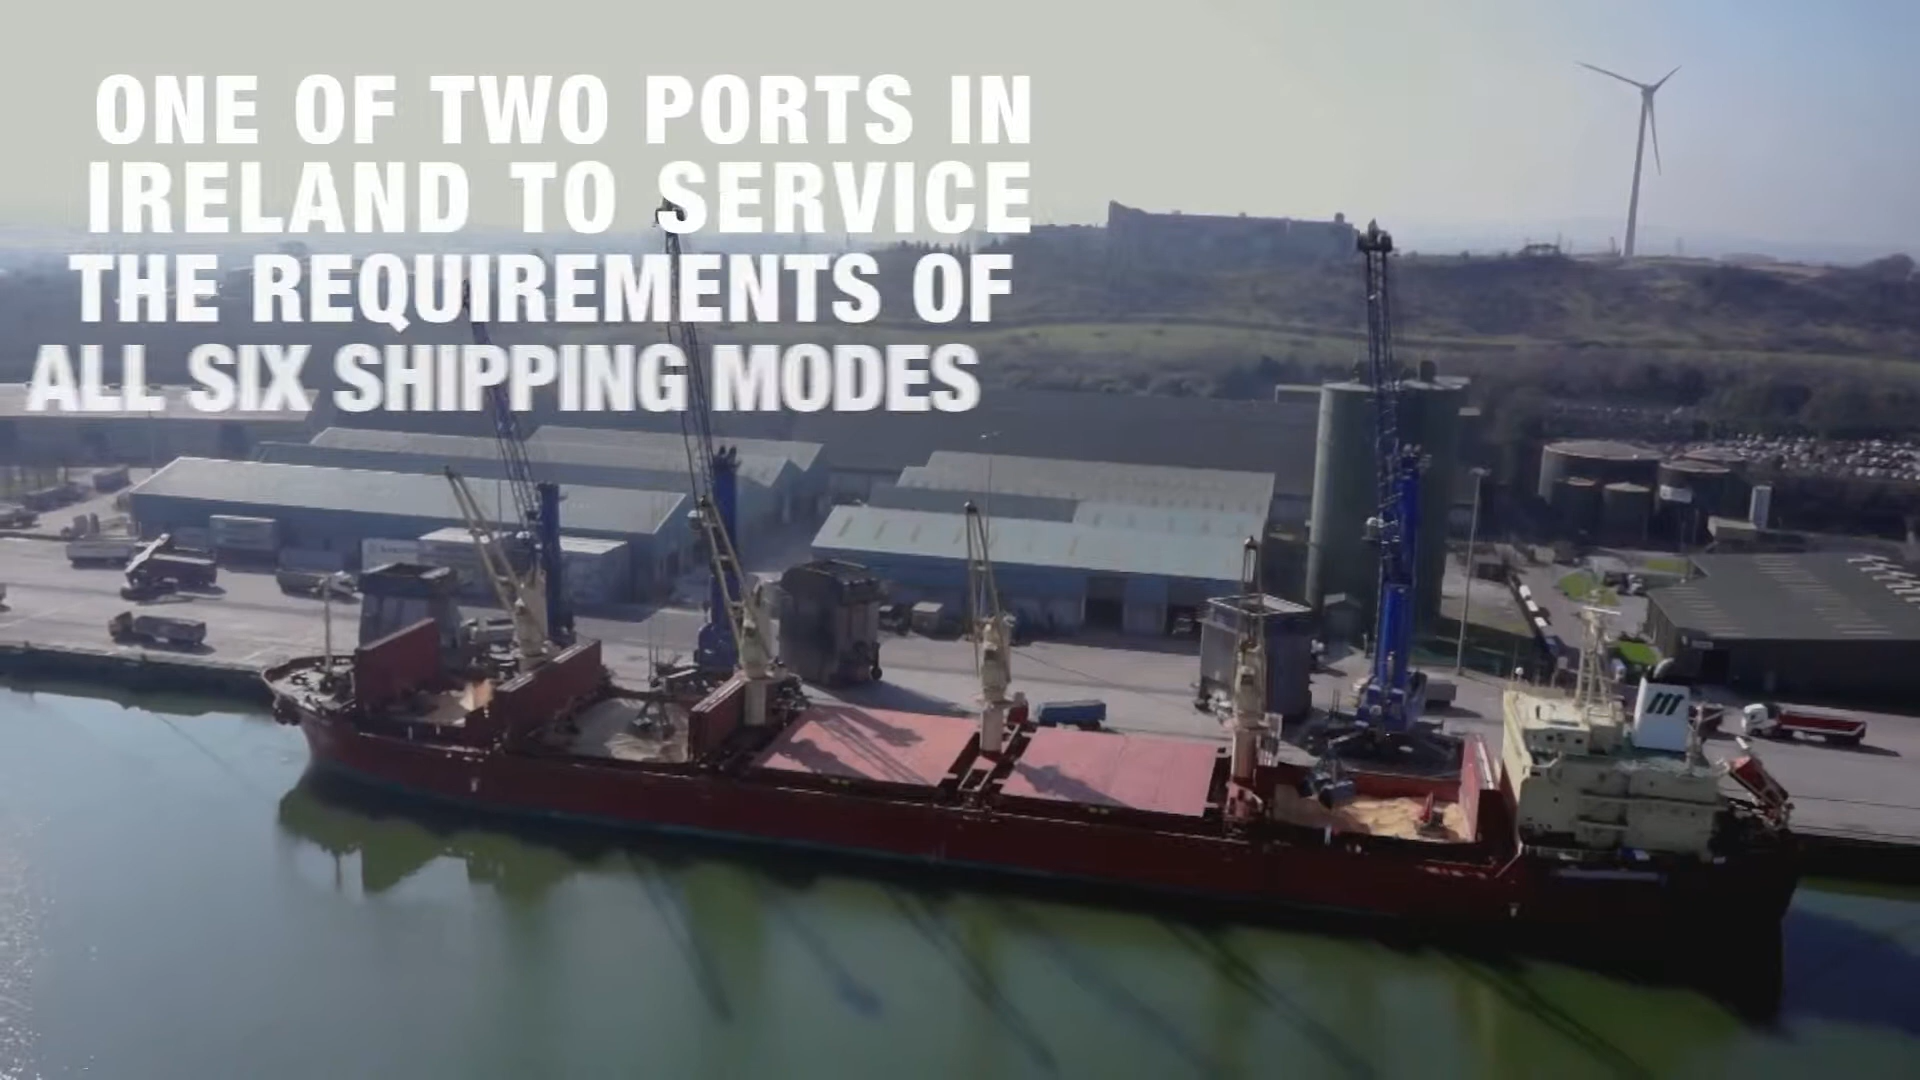 ONE OF TWO PORTS IN
IRELAND TO SERVICE
THE REQUIREMENTS OF
ALL SIX SHIPPING MODES